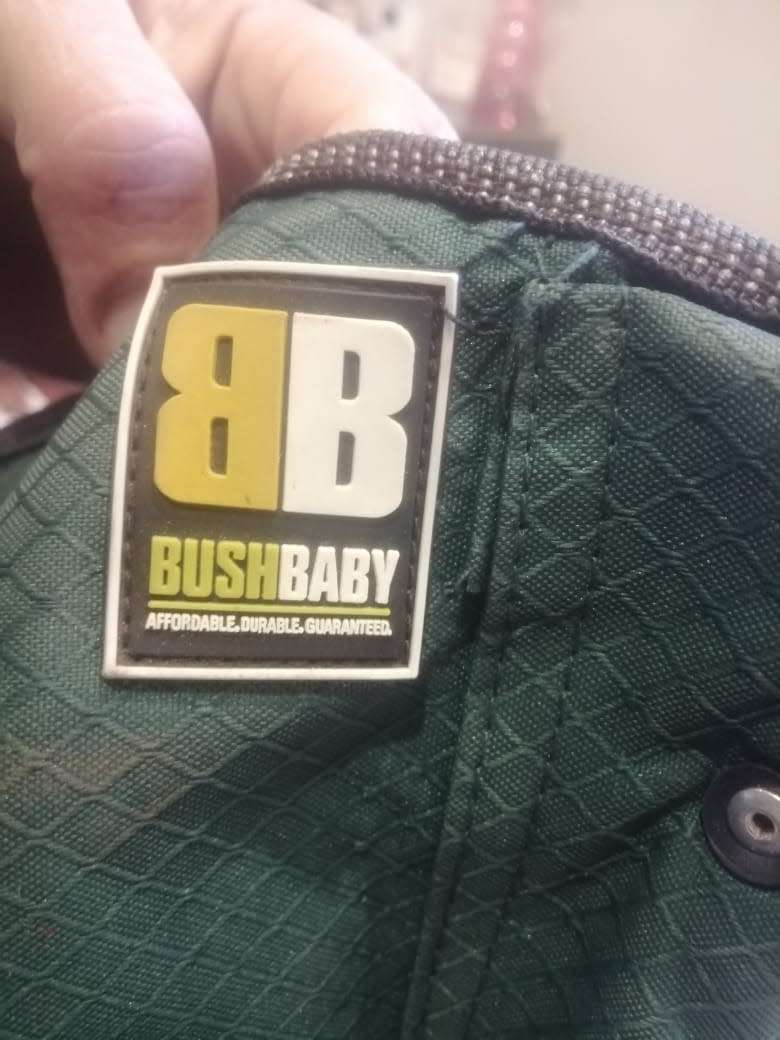 BB
BUSHBABY
AFFORDABLE. DURABLE. GUARANTEED.